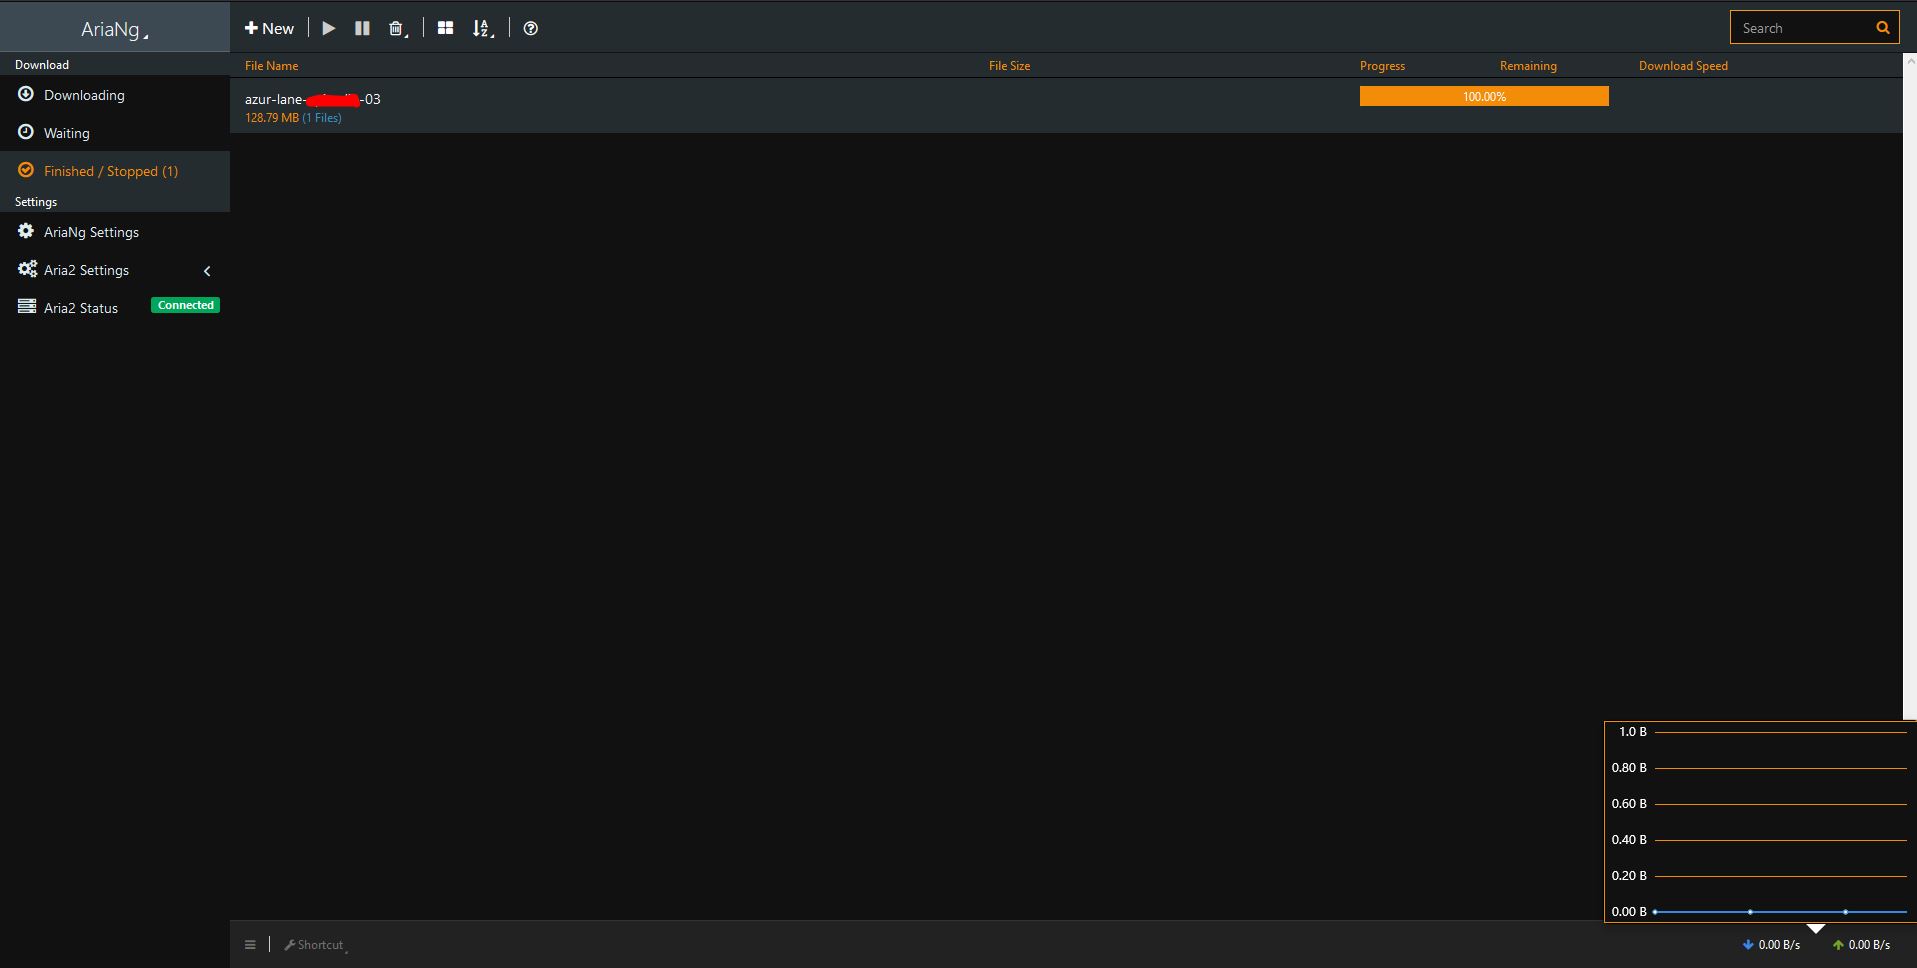 AriaNg
New
Search
Download
Downloading
Waiting
Finished / Stopped (1)
Settings
AriaNg Settings
Aria2 Settings
Aria2 Status Connected
File Name File Size Progress Remaining Download Speed
azur-lane- -03
128.79 MB (1 Files)
100.00%
1.0 B
0.80 B
0.60 B
0.40 B
0.20 B
0.00 B
Shortcut
0.00 B/s 0.00 B/s